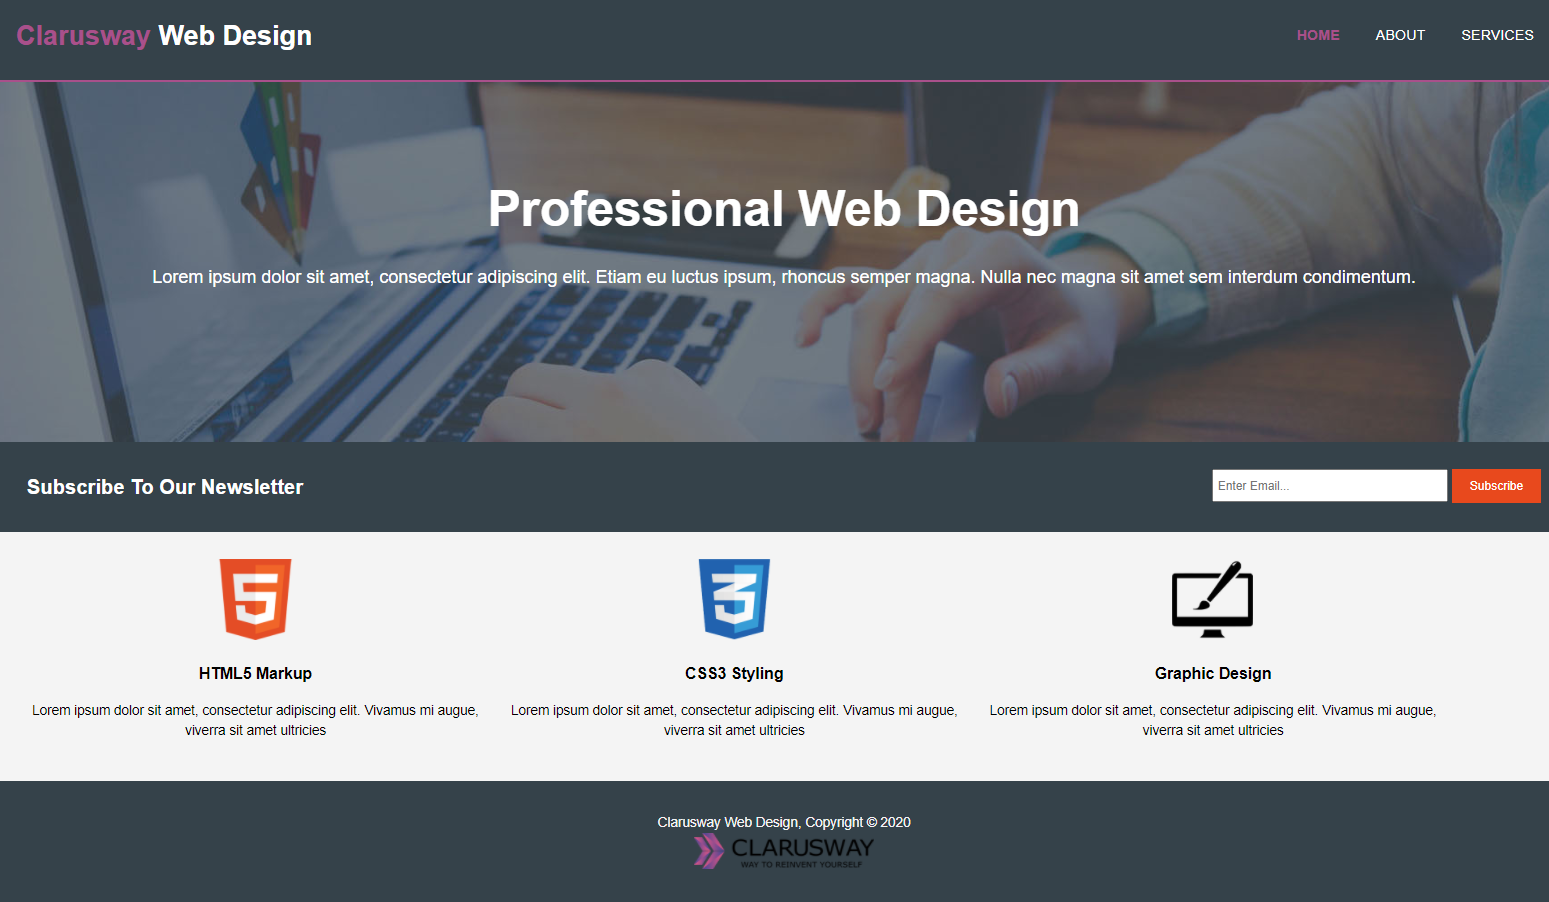 Clarusway Web Design
HOME ABOUT SERVICES
Professional Web Design
Lorem ipsum dolor sit amet, consectetur adipiscing elit. Etiam eu luctus ipsum, rhoncus semper magna. Nulla nec magna sit amet sem interdum condimentum.
Subscribe To Our Newsletter
Enter Email...
Subscribe
5
3
HTML5 Markup
Lorem ipsum dolor sit amet, consectetur adipiscing elit. Vivamus mi augue,
viverra sit amet ultricies
CSS3 Styling
Lorem ipsum dolor sit amet, consectetur adipiscing elit. Vivamus mi augue,
viverra sit amet ultricies
Graphic Design
Lorem ipsum dolor sit amet, consectetur adipiscing elit. Vivamus mi augue,
viverra sit amet ultricies
Clarusway Web Design, Copyright © 2020
CLARUSWAY
WAY TO REINVENT YOURSELF